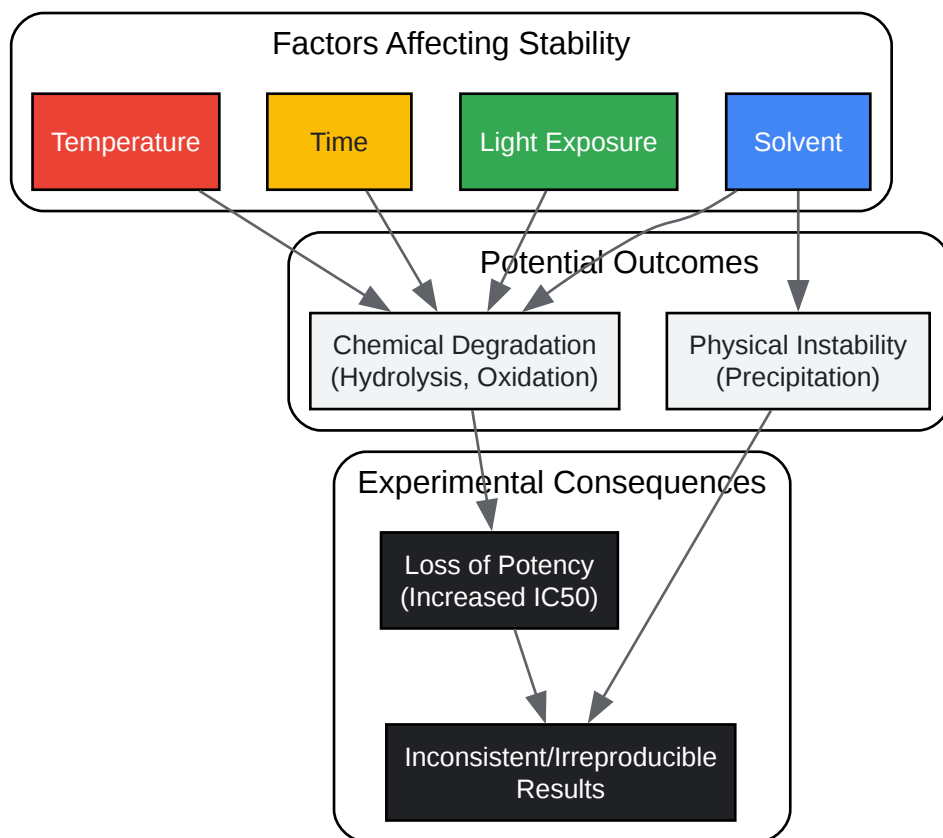 Factors Affecting Stability
Temperature
Time
Light Exposure
Solvent
Potential Outcomes
Chemical Degradation
(Hydrolysis, Oxidation)
Physical Instability
(Precipitation)
Experimental Consequences
Loss of Potency
(Increased IC50)
Inconsistent/Irreproducible
Results